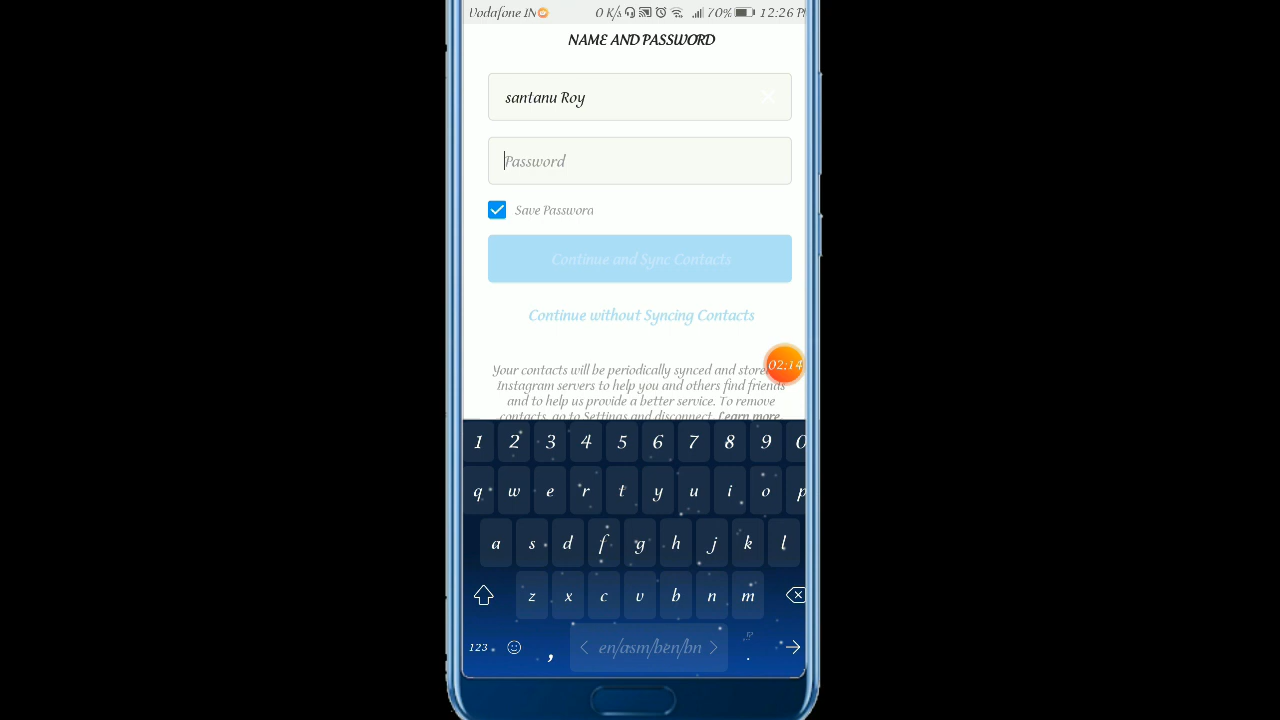 Vodafone IN 0 K/s 70% 12:26 P
NAME AND PASSWORD
santanu Roy
Password
Save Password
Continue and Sync Contacts
Continue without Syncing Contacts
02:14
Your contacts will be periodically synced and store
Instagram servers to help you and others find friends
and to help us provide a better service. To remove
contacts, go to Settings and disconnect. Learn more.
1 2 3 4 5 6 7 8 9 0
q w e r t y u i o p
a s d f g h j k l
z x c v b n m
123 , < en/asm/ben/bn > !? .